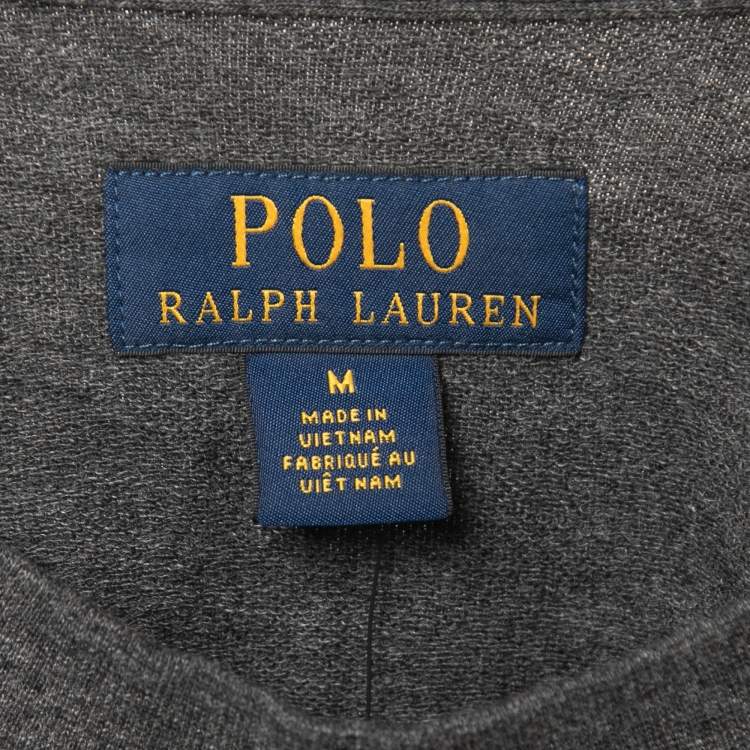 POLO
RALPH LAUREN
M
MADE IN
VIETNAM
FABRIQUÉ AU
VIÊT NAM